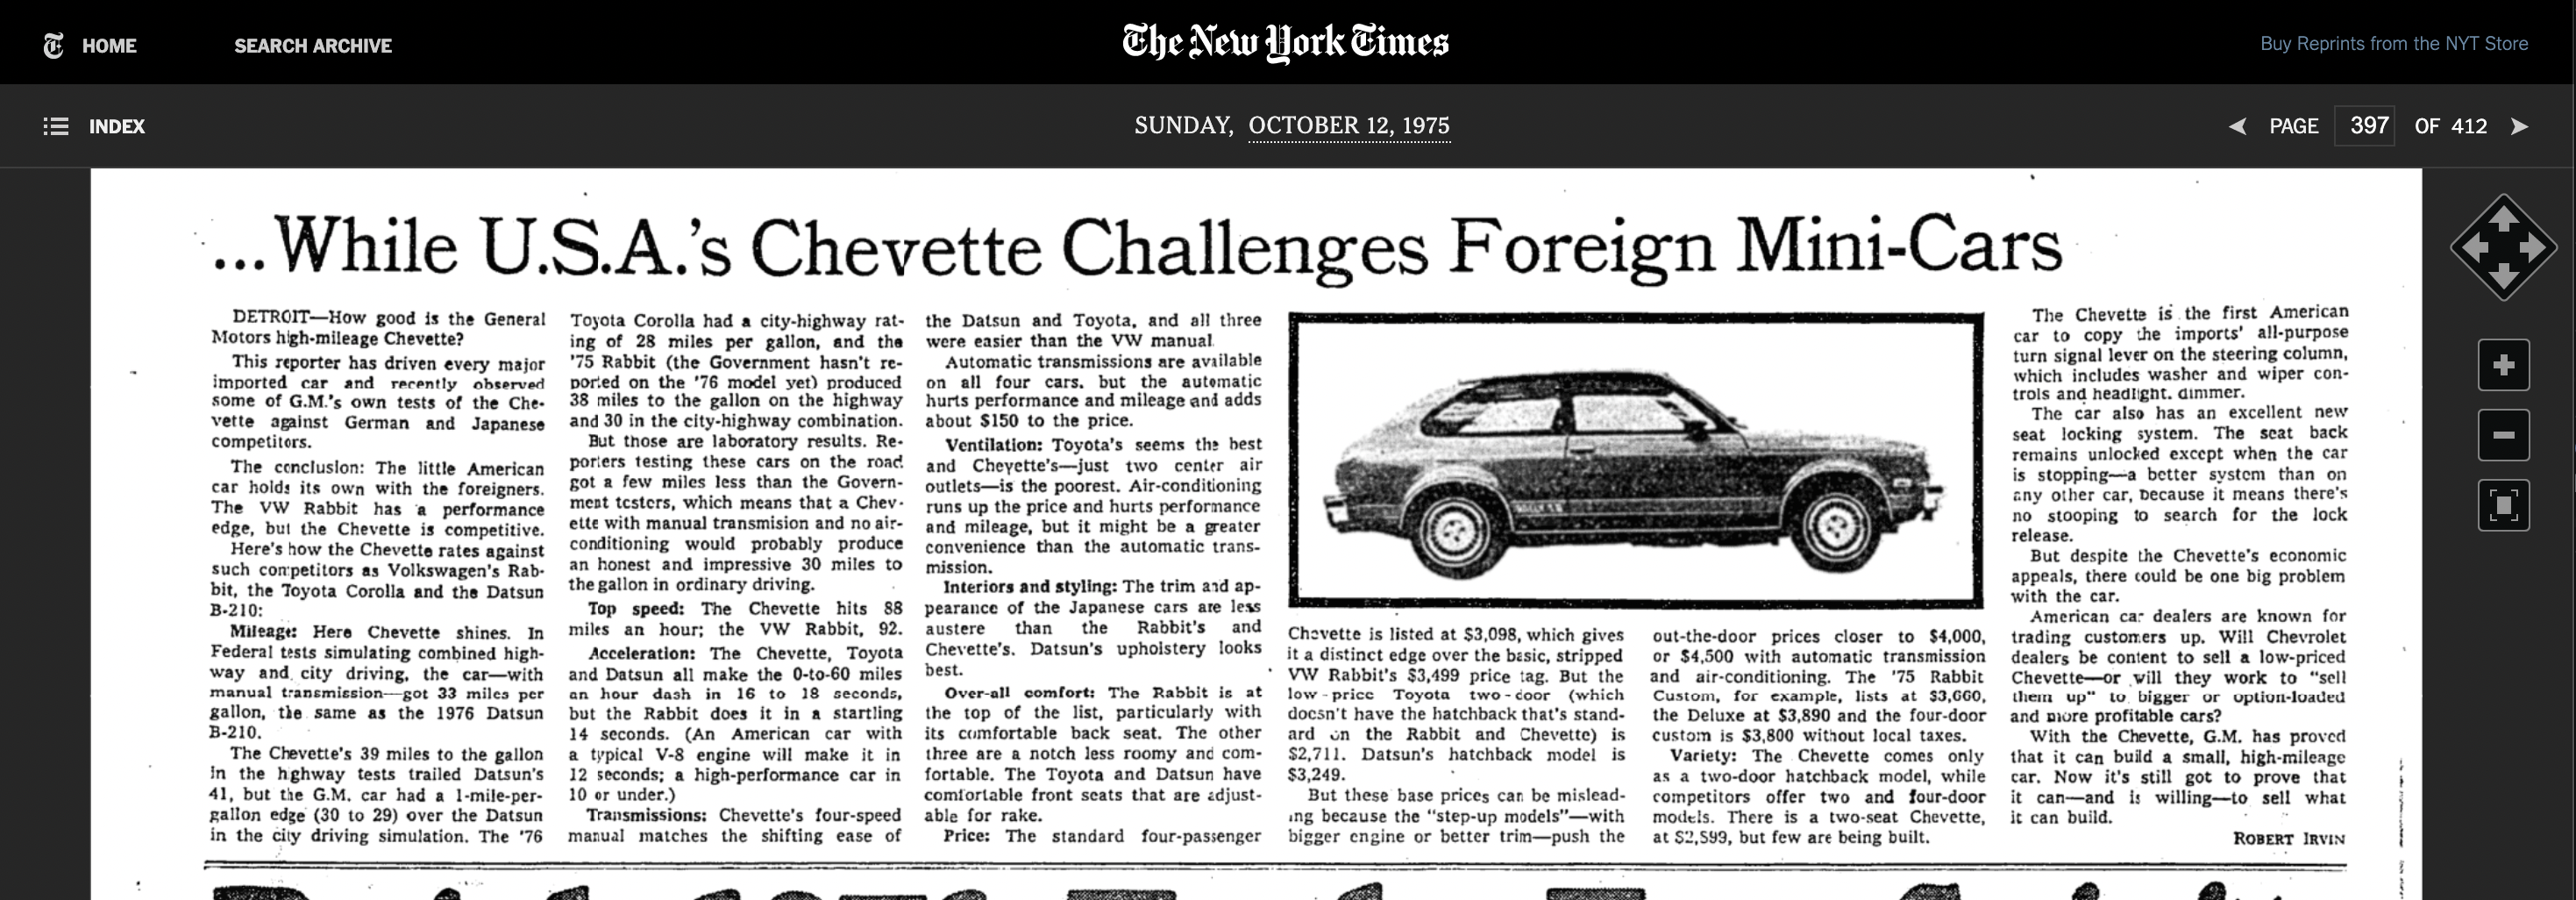 HOME
SEARCH ARCHIVE
The New York Times
Buy Reprints from the NYT Store
INDEX
SUNDAY, OCTOBER 12, 1975
PAGE 397 OF 412
...While U.S.A.'s Chevette Challenges Foreign Mini-Cars
DETROIT—How good is the General
Motors high-mileage Chevette?
This reporter has driven every major
imported car and recently observed
some of G.M.'s own tests of the Che-
vette against German and Japanese
competitors.
The conclusion: The little American
car holds its own with the foreigners.
The VW Rabbit has a performance
edge, but the Chevette is competitive.
Here's how the Chevette rates against
such competitors as Volkswagen's Rab-
bit, the Toyota Corolla and the Datsun
B-210:
Mileage: Here Chevette shines. In
Federal tests simulating combined high-
way and city driving, the car—with
manual transmission—got 33 miles per
gallon, the same as the 1976 Datsun
B-210.
The Chevette's 39 miles to the gallon
in the highway tests trailed Datsun's
41, but the G.M. car had a 1-mile-per-
gallon edge (30 to 29) over the Datsun
in the city driving simulation. The '76
Toyota Corolla had a city-highway rat-
ing of 28 miles per gallon, and the
'75 Rabbit (the Government hasn't re-
ported on the '76 model yet) produced
38 miles to the gallon on the highway
and 30 in the city-highway combination.
But those are laboratory results. Re-
porters testing these cars on the road
got a few miles less than the Govern-
ment testers, which means that a Chev-
ette with manual transmision and no air-
conditioning would probably produce
an honest and impressive 30 miles to
the gallon in ordinary driving.
Top speed: The Chevette hits 88
miles an hour; the VW Rabbit, 92.
Acceleration: The Chevette, Toyota
and Datsun all make the 0-to-60 miles
an hour dash in 16 to 18 seconds,
but the Rabbit does it in a startling
14 seconds. (An American car with
a typical V-8 engine will make it in
12 seconds; a high-performance car in
10 or under.)
Transmissions: Chevette's four-speed
manual matches the shifting ease of
the Datsun and Toyota, and all three
were easier than the VW manual.
Automatic transmissions are available
on all four cars, but the automatic
hurts performance and mileage and adds
about $150 to the price.
Ventilation: Toyota's seems the best
and Chevette's—just two center air
outlets—is the poorest. Air-conditioning
runs up the price and hurts performance
and mileage, but it might be a greater
convenience than the automatic trans-
mission.
Interiors and styling: The trim and ap-
pearance of the Japanese cars are less
austere than the Rabbit's and
Chevette's. Datsun's upholstery looks
best.
Over-all comfort: The Rabbit is at
the top of the list, particularly with
its comfortable back seat. The other
three are a notch less roomy and com-
fortable. The Toyota and Datsun have
comfortable front seats that are adjust-
able for rake.
Price: The standard four-passenger
Chevette is listed at $3,098, which gives
it a distinct edge over the basic, stripped
VW Rabbit's $3,499 price tag. But the
low-price Toyota two-door (which
doesn't have the hatchback that's stand-
ard on the Rabbit and Chevette) is
$2,711. Datsun's hatchback model is
$3,249.
But these base prices can be mislead-
ing because the "step-up models"—with
bigger engine or better trim—push the
out-the-door prices closer to $4,000,
or $4,500 with automatic transmission
and air-conditioning. The '75 Rabbit
Custom, for example, lists at $3,660,
the Deluxe at $3,890 and the four-door
custom is $3,800 without local taxes.
Variety: The Chevette comes only
as a two-door hatchback model, while
competitors offer two and four-door
models. There is a two-seat Chevette,
at $2,599, but few are being built.
The Chevette is the first American
car to copy the imports' all-purpose
turn signal lever on the steering column,
which includes washer and wiper con-
trols and headlight dimmer.
The car also has an excellent new
seat locking system. The seat back
remains unlocked except when the car
is stopping—a better system than on
any other car, because it means there's
no stooping to search for the lock
release.
But despite the Chevette's economic
appeals, there could be one big problem
with the car.
American car dealers are known for
trading customers up. Will Chevrolet
dealers be content to sell a low-priced
Chevette—or will they work to "sell
them up" to bigger or option-loaded
and more profitable cars?
With the Chevette, G.M. has proved
that it can build a small, high-mileage
car. Now it's still got to prove that
it can—and is willing—to sell what
it can build.
ROBERT IRVIN